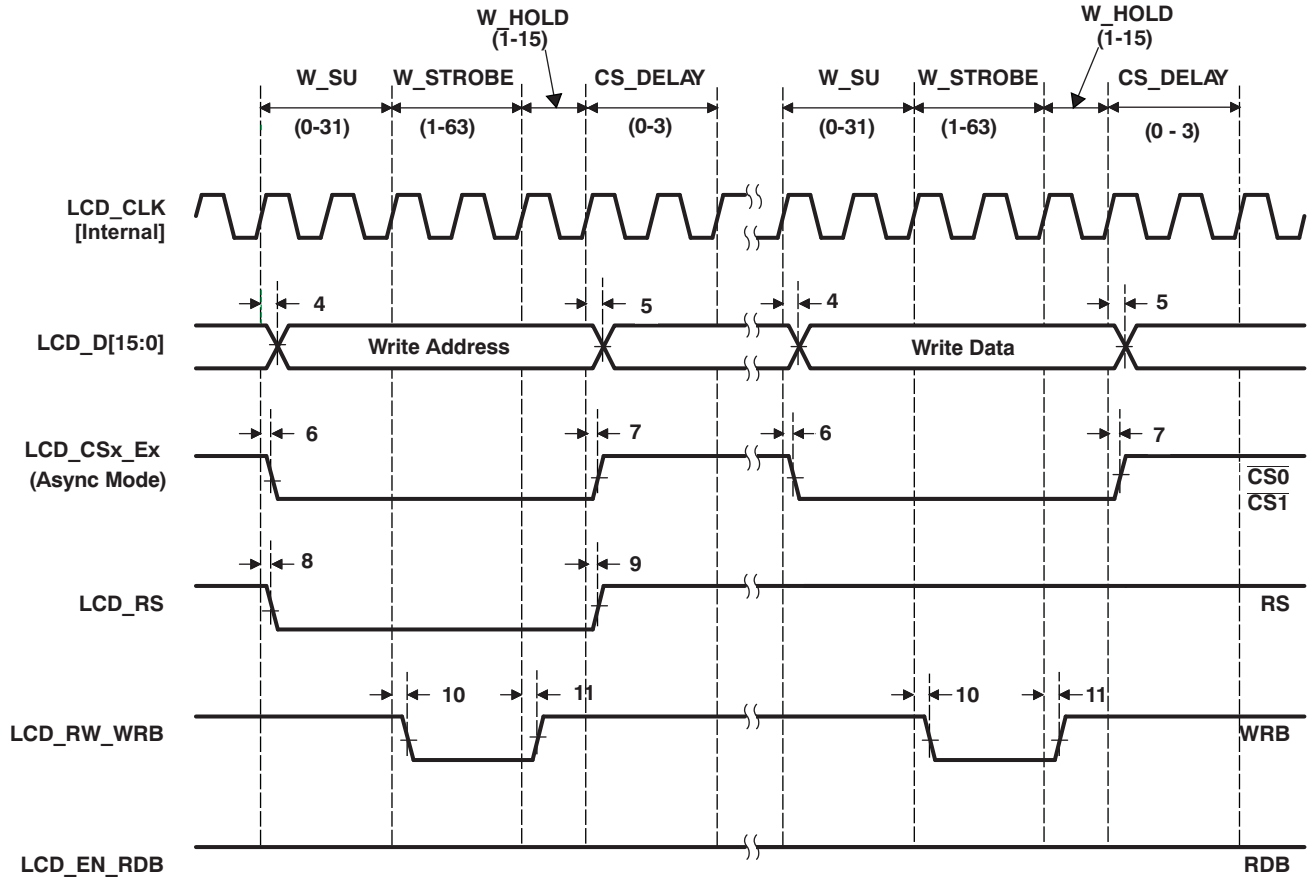 W_HOLD
(1-15)
W_HOLD
(1-15)
W_SU
W_STROBE
CS_DELAY
W_SU
W_STROBE
CS_DELAY
(0-31)
(1-63)
(0-3)
(0-31)
(1-63)
(0 - 3)
LCD_CLK
[Internal]
4
5
4
5
LCD_D[15:0]
Write Address
Write Data
6
7
6
7
LCD_CSx_Ex
(Async Mode)
CS0
CS1
8
9
LCD_RS
RS
10
11
10
11
LCD_RW_WRB
WRB
LCD_EN_RDB
RDB